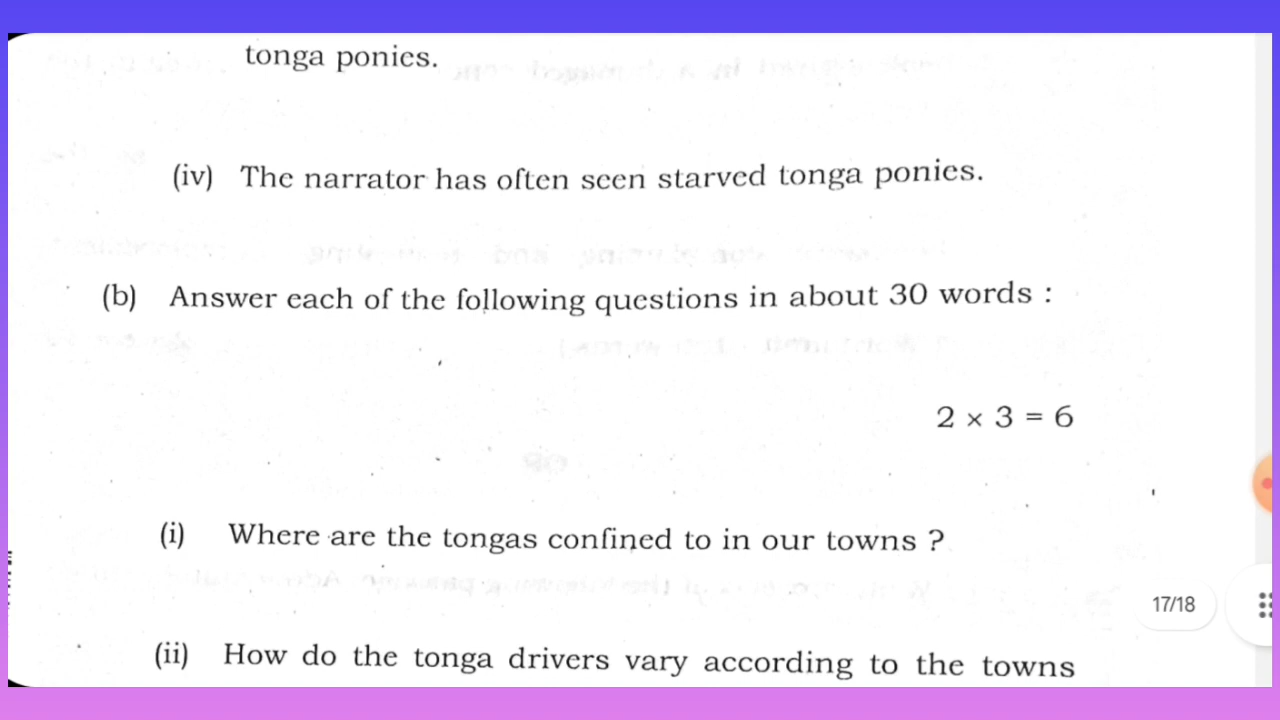 tonga ponies.
(iv) The narrator has often seen starved tonga ponies.
(b) Answer each of the following questions in about 30 words :
2 × 3 = 6
(i) Where are the tongas confined to in our towns ?
17/18
(ii) How do the tonga drivers vary according to the towns